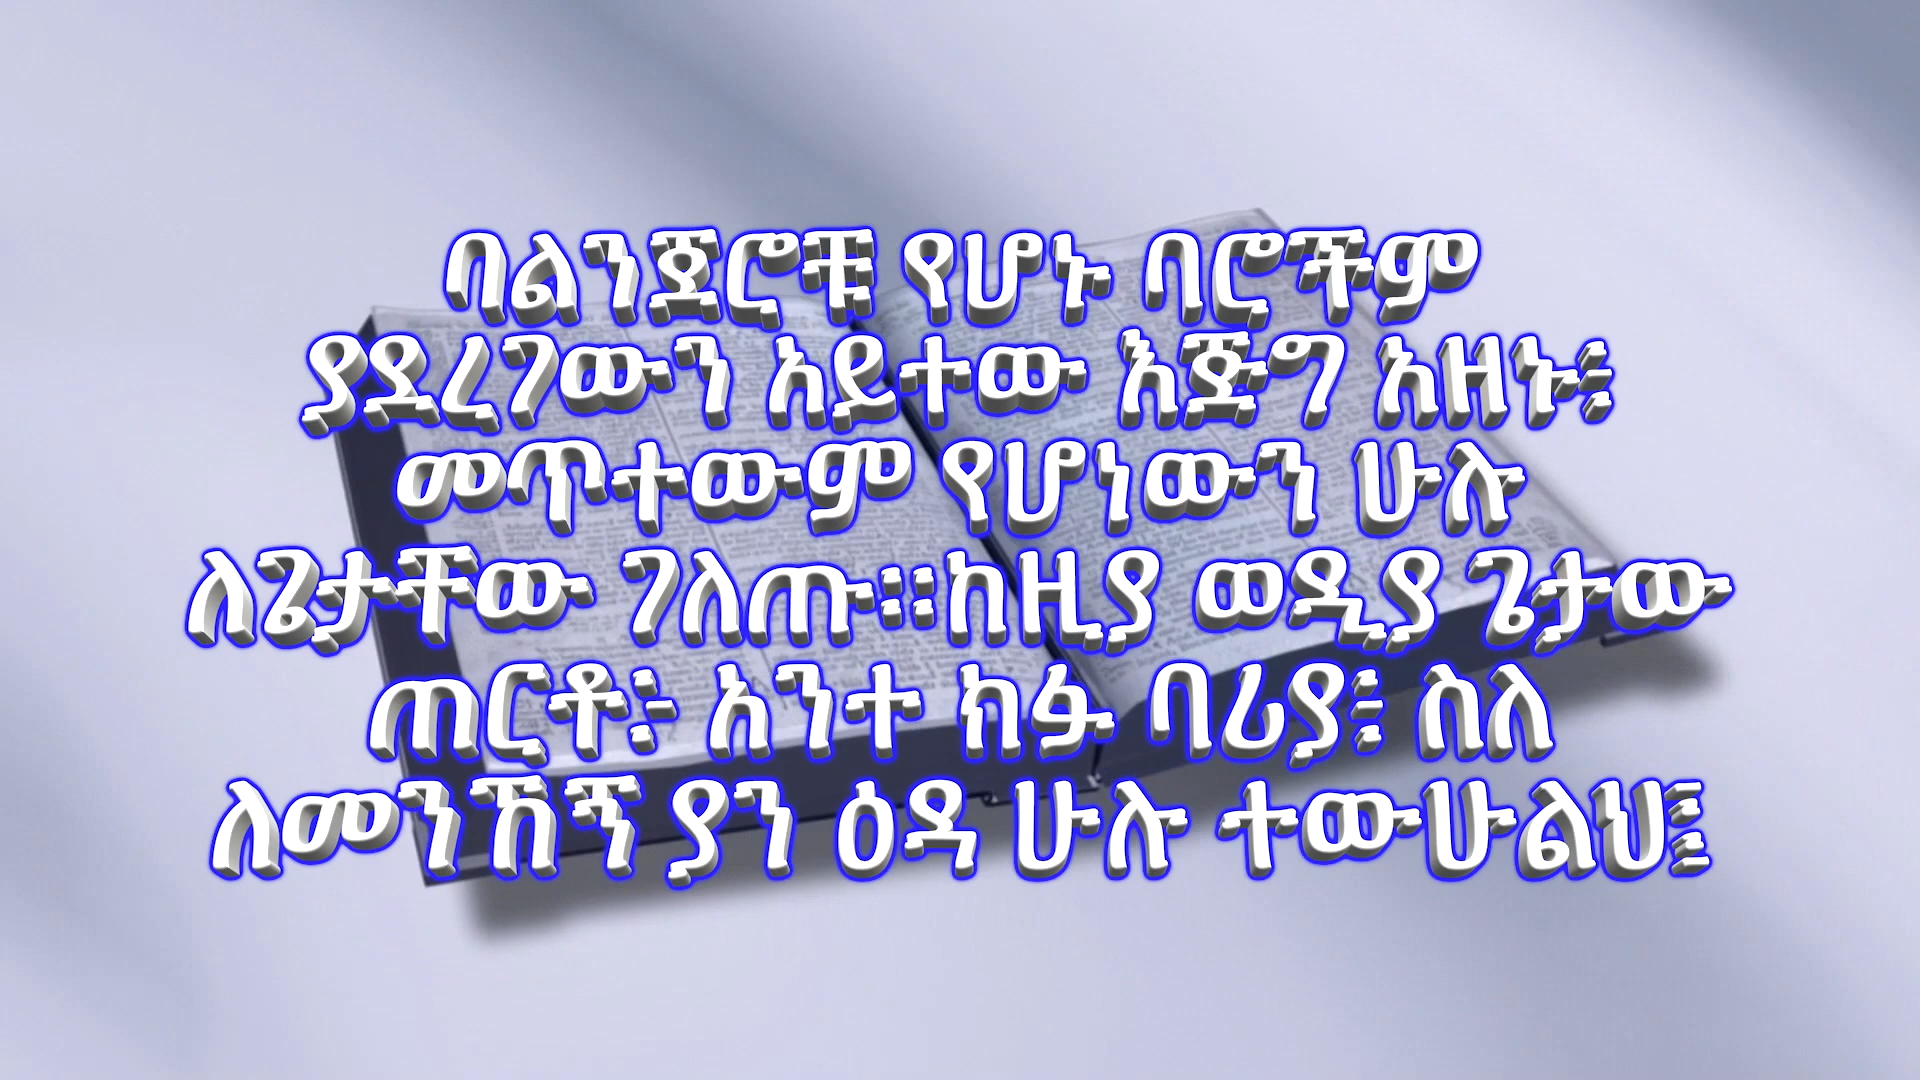 ባልንጀሮቹ የሆኑ ባሮችም
ያደረገውን አይተው እጅግ አዘኑ፥
መጥተውም የሆነውን ሁሉ
ለጌታቸው ገለጡ።ከዚያ ወዲያ ጌታው
ጠርቶ፡- አንተ ክፉ ባሪያ፥ ስለ
ለመንኸኝ ያን ዕዳ ሁሉ ተውሁልህ፤